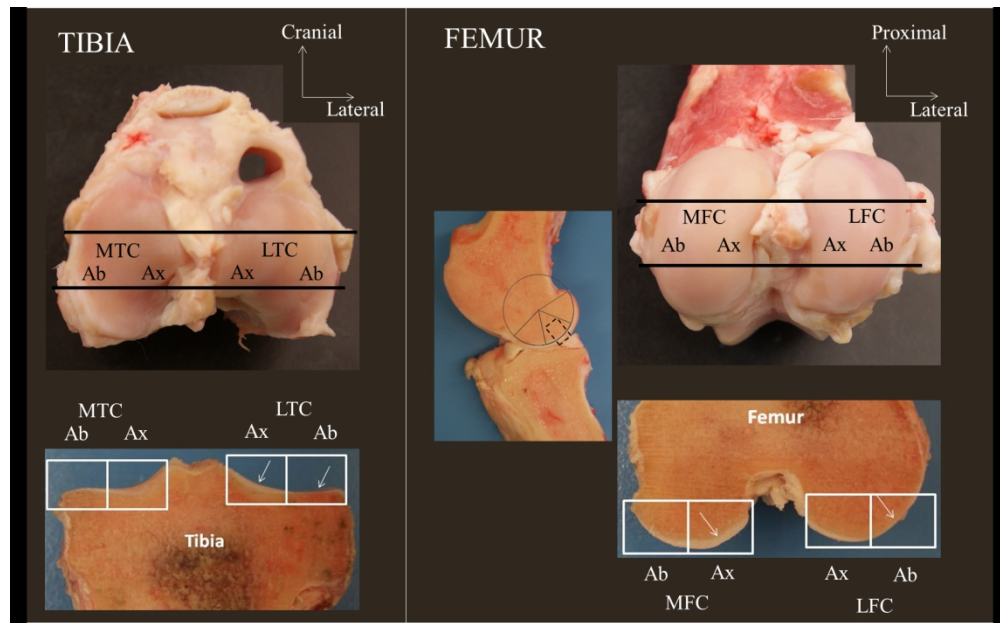 TIBIA
Cranial
Lateral
MTC LTC
Ab Ax Ax Ab
MTC LTC
Ab Ax Ax Ab
Tibia
FEMUR
Proximal
Lateral
MFC LFC
Ab Ax Ax Ab
Femur
Ab Ax Ax Ab
MFC LFC